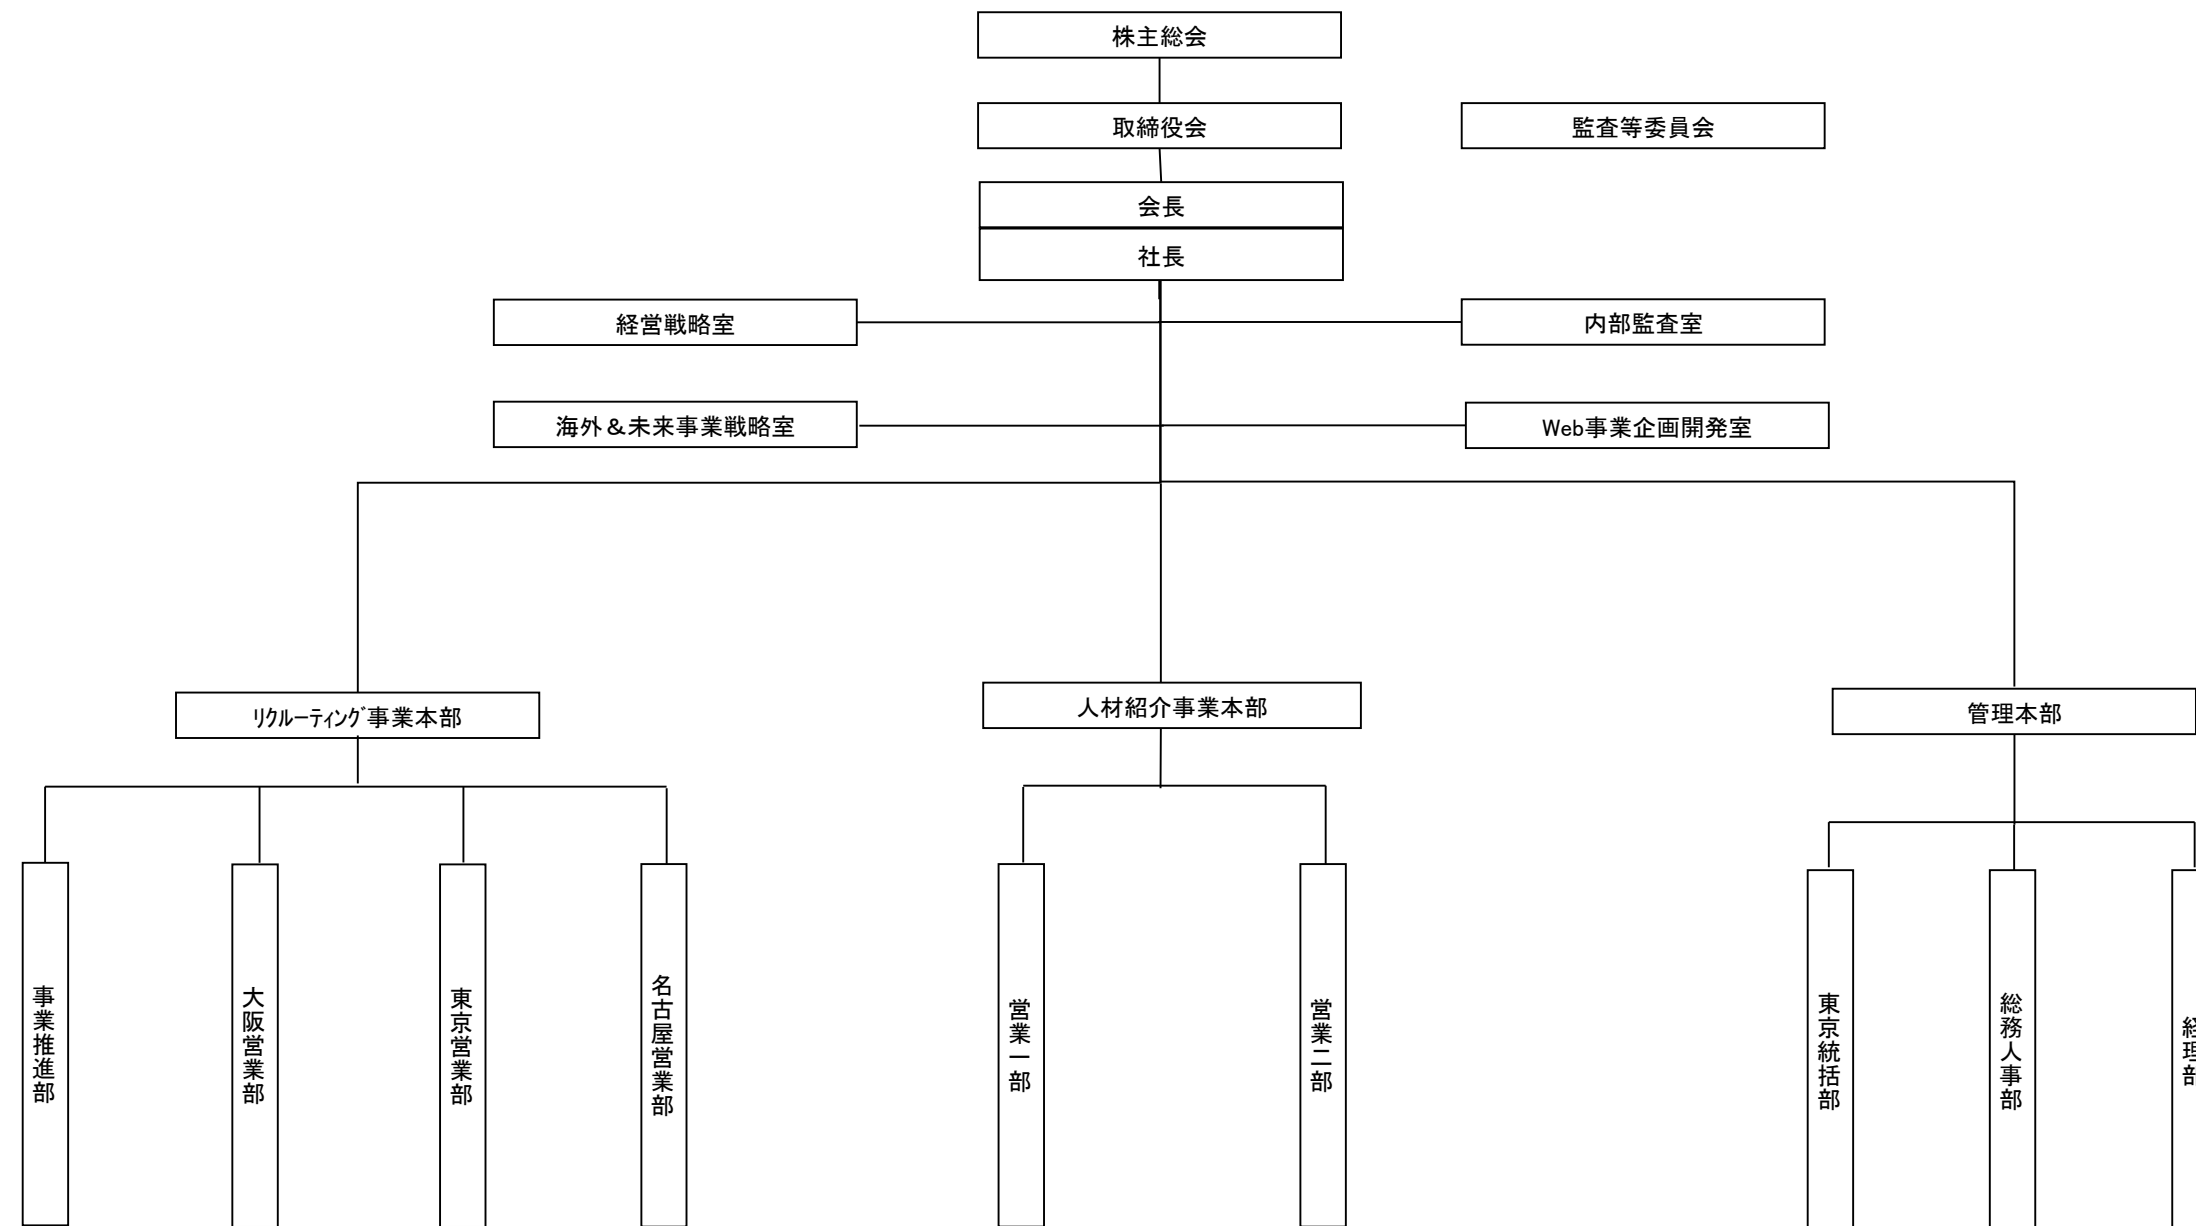 株主総会
取締役会
監査等委員会
会長
社長
経営戦略室
内部監査室
海外＆未来事業戦略室
Web事業企画開発室
ﾘｸﾙｰﾃｨﾝｸﾞ事業本部
人材紹介事業本部
管理本部
事業推進部
大阪営業部
東京営業部
名古屋営業部
営業一部
営業二部
東京統括部
総務人事部
経理部